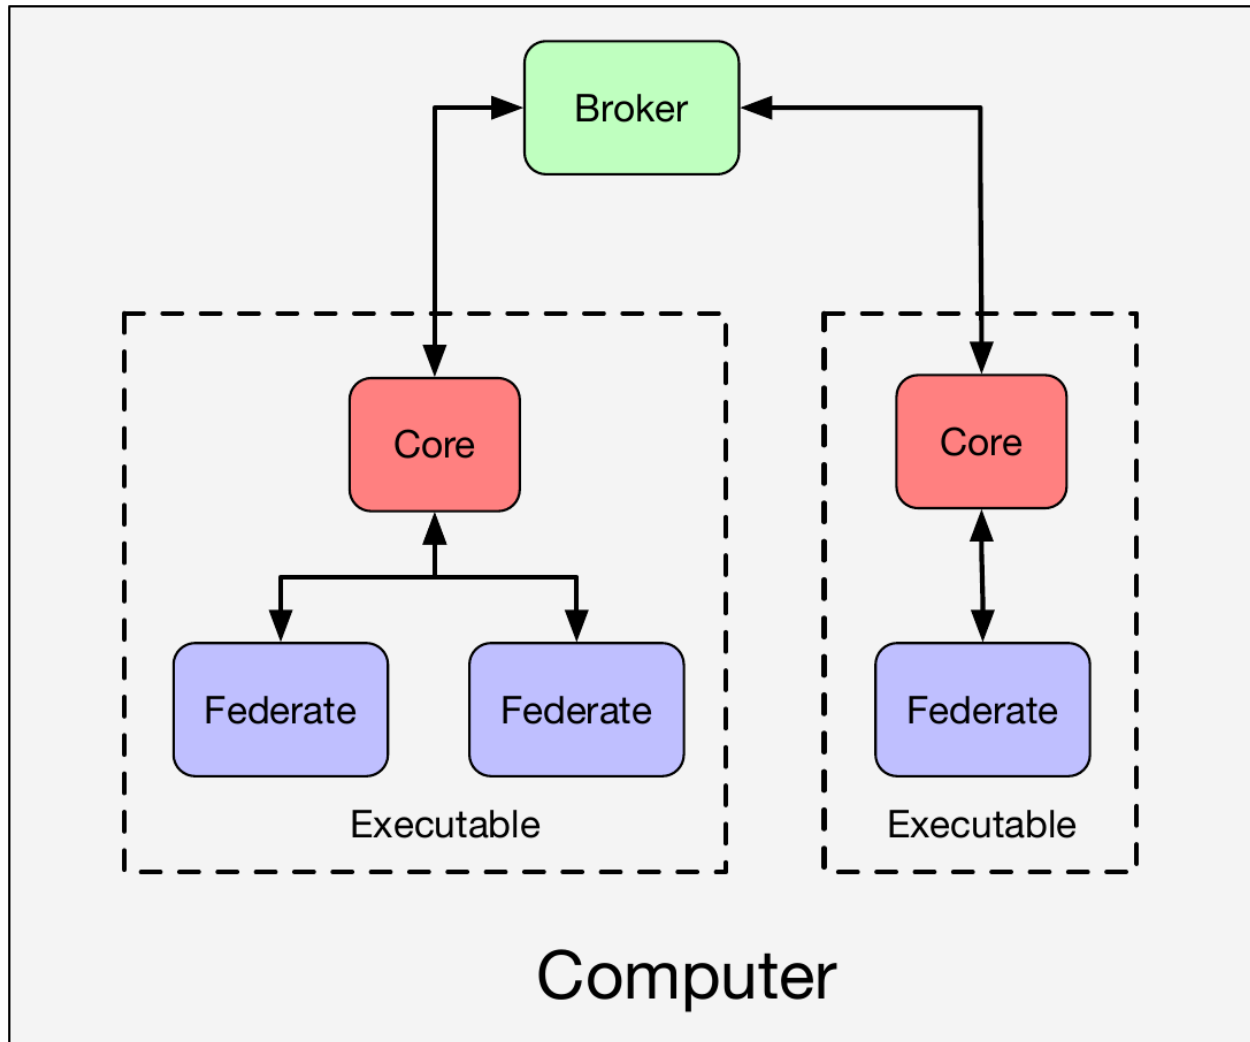 Broker
Core
Core
Federate
Federate
Federate
Executable
Executable
Computer